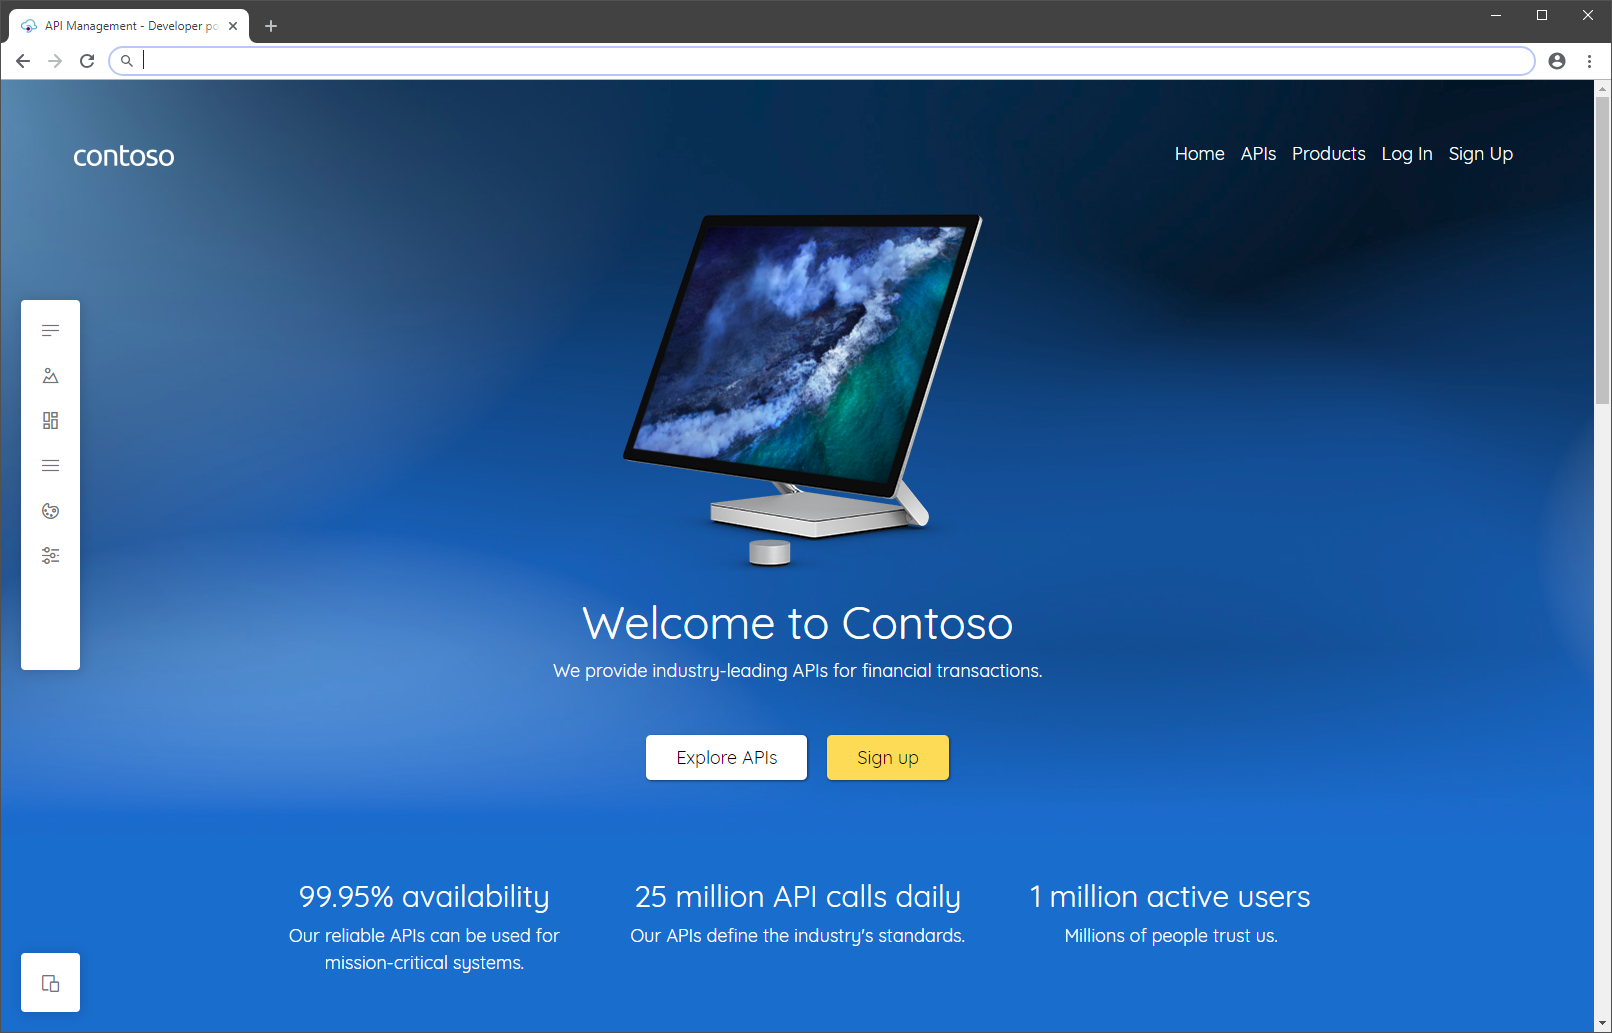 API Management - Developer po
contoso
Home APIs Products Log In Sign Up
Welcome to Contoso
We provide industry-leading APIs for financial transactions.
Explore APIs Sign up
99.95% availability
Our reliable APIs can be used for
mission-critical systems.
25 million API calls daily
Our APIs define the industry's standards.
1 million active users
Millions of people trust us.